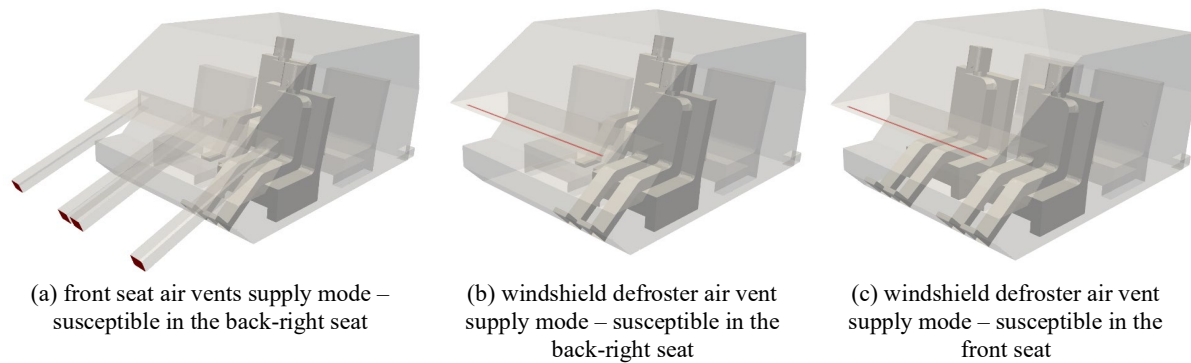 (a) front seat air vents supply mode –
susceptible in the back-right seat
(b) windshield defroster air vent
supply mode – susceptible in the
back-right seat
(c) windshield defroster air vent
supply mode – susceptible in the
front seat